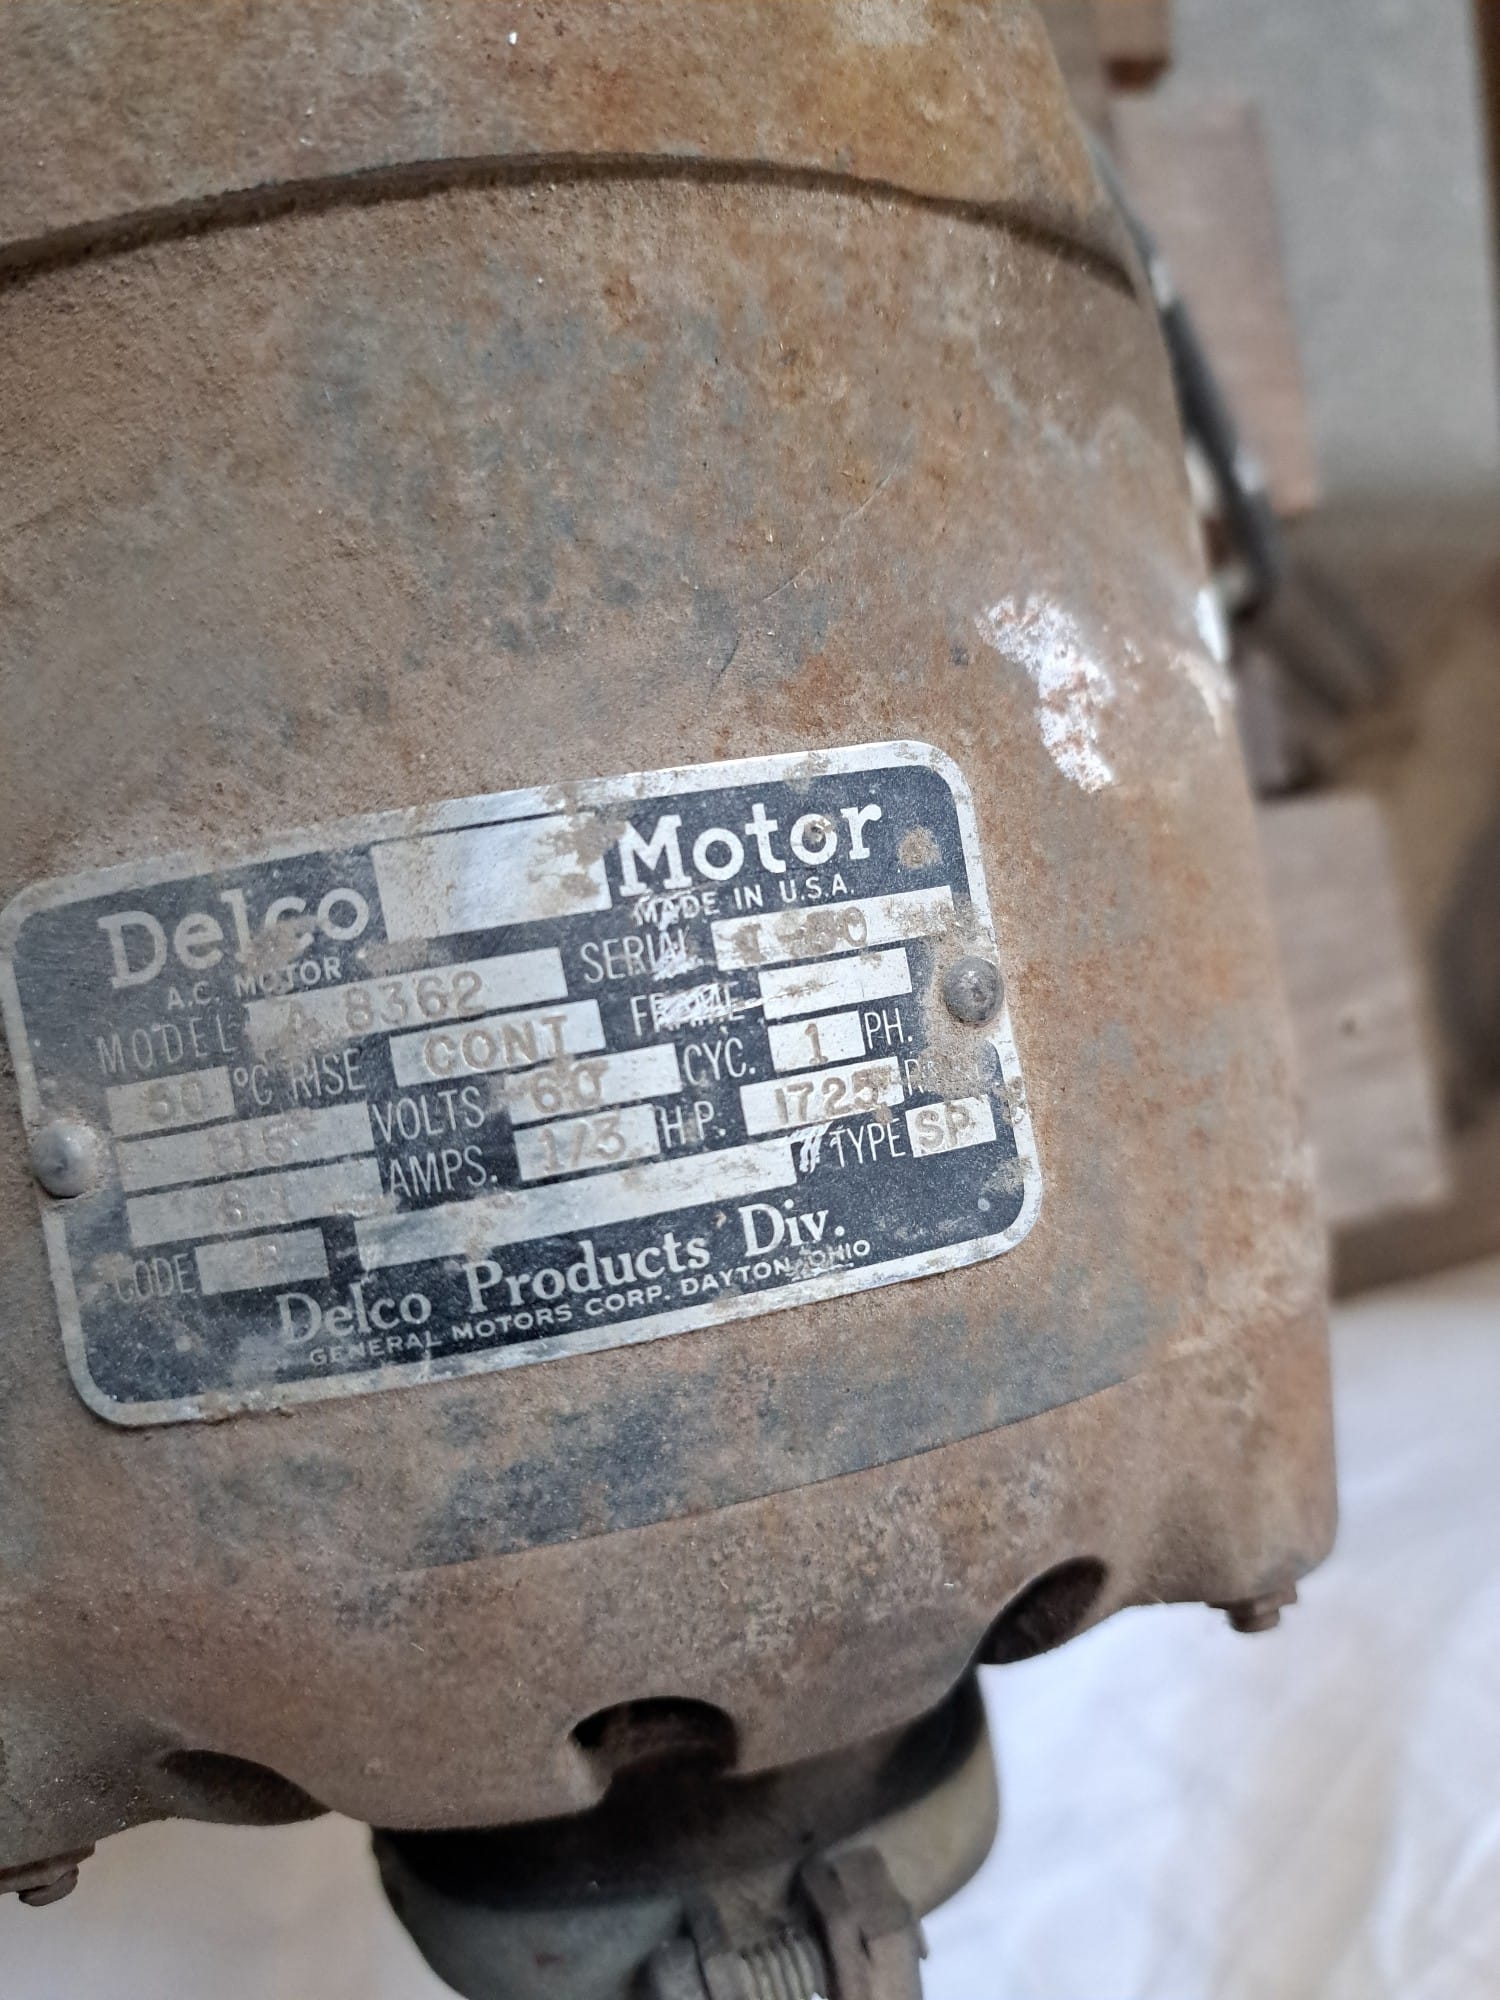 Delco Motor
A.C. MOTOR MADE IN U.S.A.
MODEL A 8362 SERIAL
°C RISE CONT FRAME
115 VOLTS 60 CYC. 1 PH.
AMPS. 1/3 H.P. 1725
TYPE SP
CODE
Delco Products Div.
GENERAL MOTORS CORP. DAYTON, OHIO